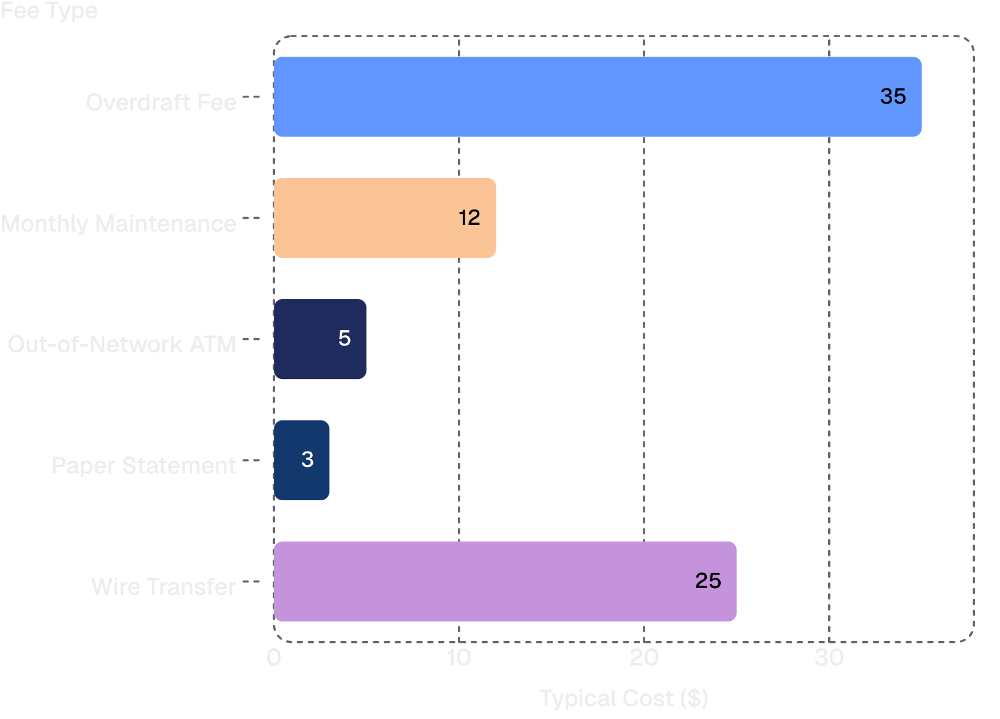 Fee Type
Overdraft Fee
35
Monthly Maintenance
12
Out-of-Network ATM
5
Paper Statement
3
Wire Transfer
25
0 10 20 30
Typical Cost ($)